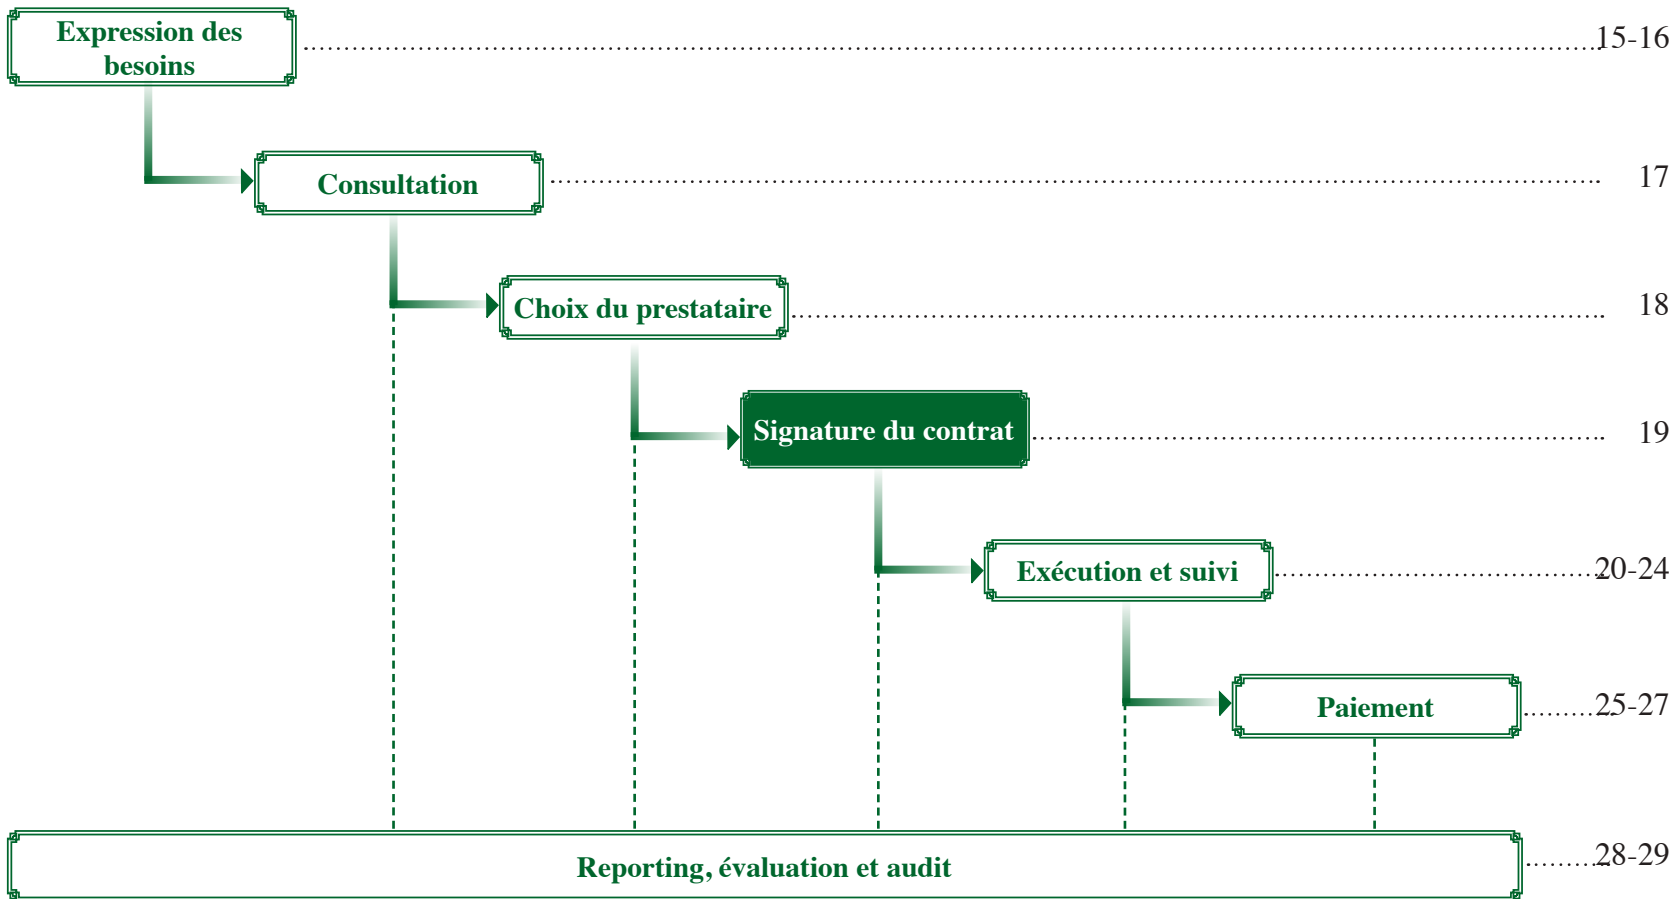 Expression des
besoins
15-16
Consultation
17
Choix du prestataire
18
Signature du contrat
19
Exécution et suivi
20-24
Paiement
25-27
Reporting, évaluation et audit
28-29